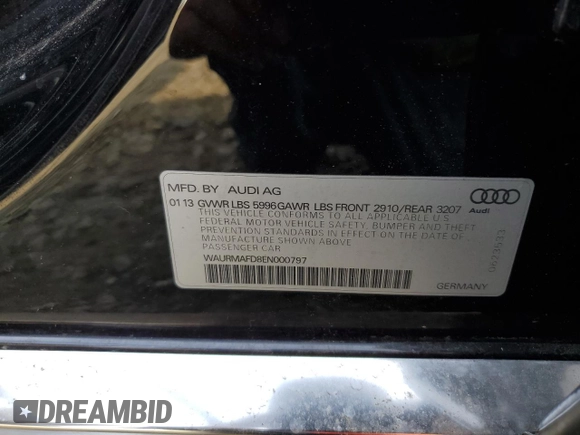 MFD. BY AUDI AG
01 13 GVWR LBS 5996 GAWR LBS FRONT 2910/REAR 3207
Audi
THIS VEHICLE CONFORMS TO ALL APPLICABLE U.S.
FEDERAL MOTOR VEHICLE SAFETY, BUMPER AND THEFT
PREVENTION STANDARDS IN EFFECT ON THE DATE OF
MANUFACTURE SHOWN ABOVE.
PASSENGER CAR
WAURMAFD8EN000797
GERMANY
DREAMBID